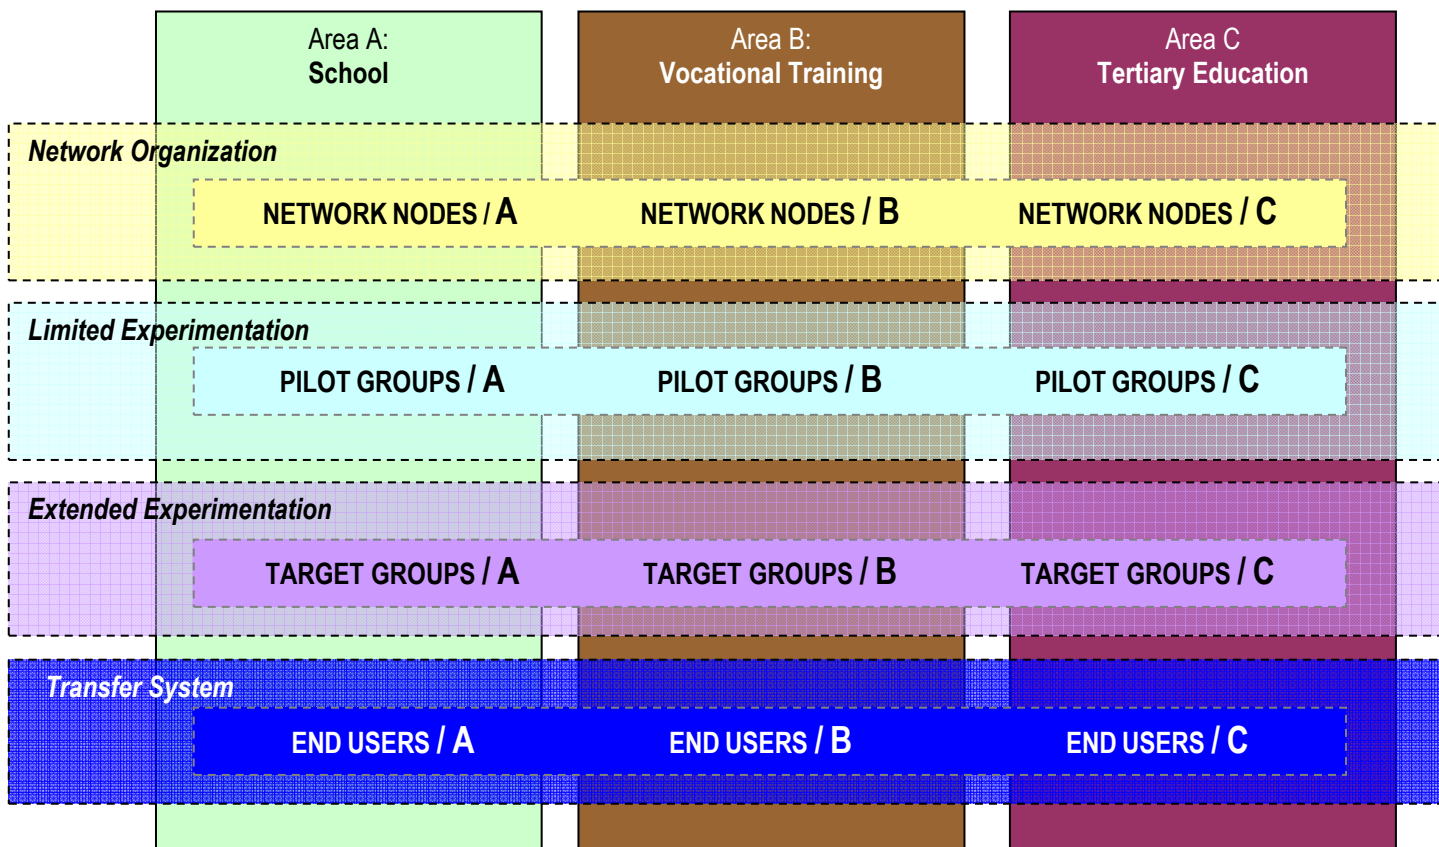 Area A:
School
Area B:
Vocational Training
Area C
Tertiary Education
Network Organization
NETWORK NODES / A
NETWORK NODES / B
NETWORK NODES / C
Limited Experimentation
PILOT GROUPS / A
PILOT GROUPS / B
PILOT GROUPS / C
Extended Experimentation
TARGET GROUPS / A
TARGET GROUPS / B
TARGET GROUPS / C
Transfer System
END USERS / A
END USERS / B
END USERS / C